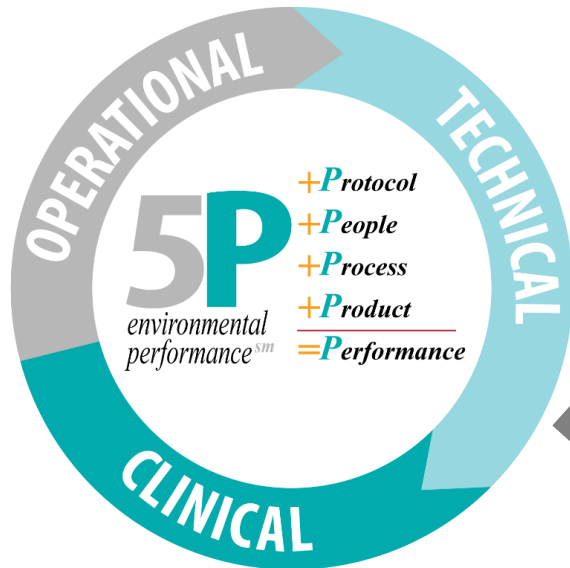 OPERATIONAL
TECHNICAL
CLINICAL
5P
environmental
performance sm
+Protocol
+People
+Process
+Product
=Performance